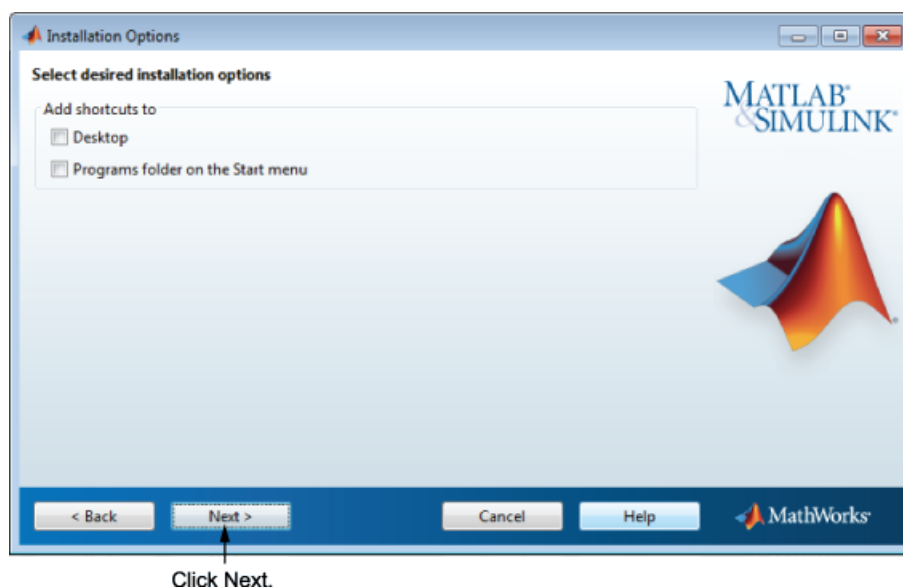 Installation Options
Select desired installation options
Add shortcuts to
Desktop
Programs folder on the Start menu
MATLAB®
&SIMULINK®
< Back
Next >
Cancel
Help
MathWorks®
Click Next.